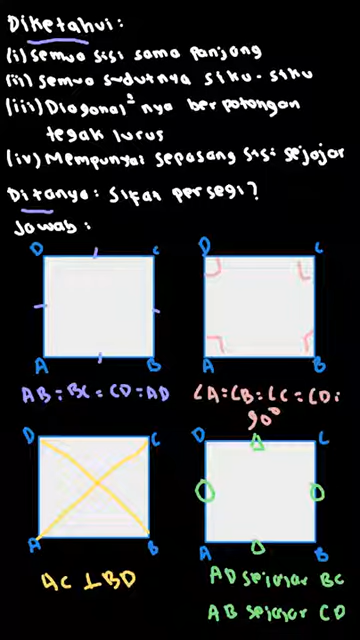 Diketahui:
(i) semua sisi sama panjang
(ii) semua sudutnya siku-siku
(iii) Diagonal² nya berpotongan
tegak lurus
(iv) Mempunyai sepasang sisi sejajar
Ditanya: Sifat persegi?
Jawab:
D C
A B
AB = BC = CD = AD
D C
A B
∠A = ∠B = ∠C = ∠D =
90°
D C
A B
AC ⊥ BD
D C
A B
AD sejajar BC
AB sejajar CD